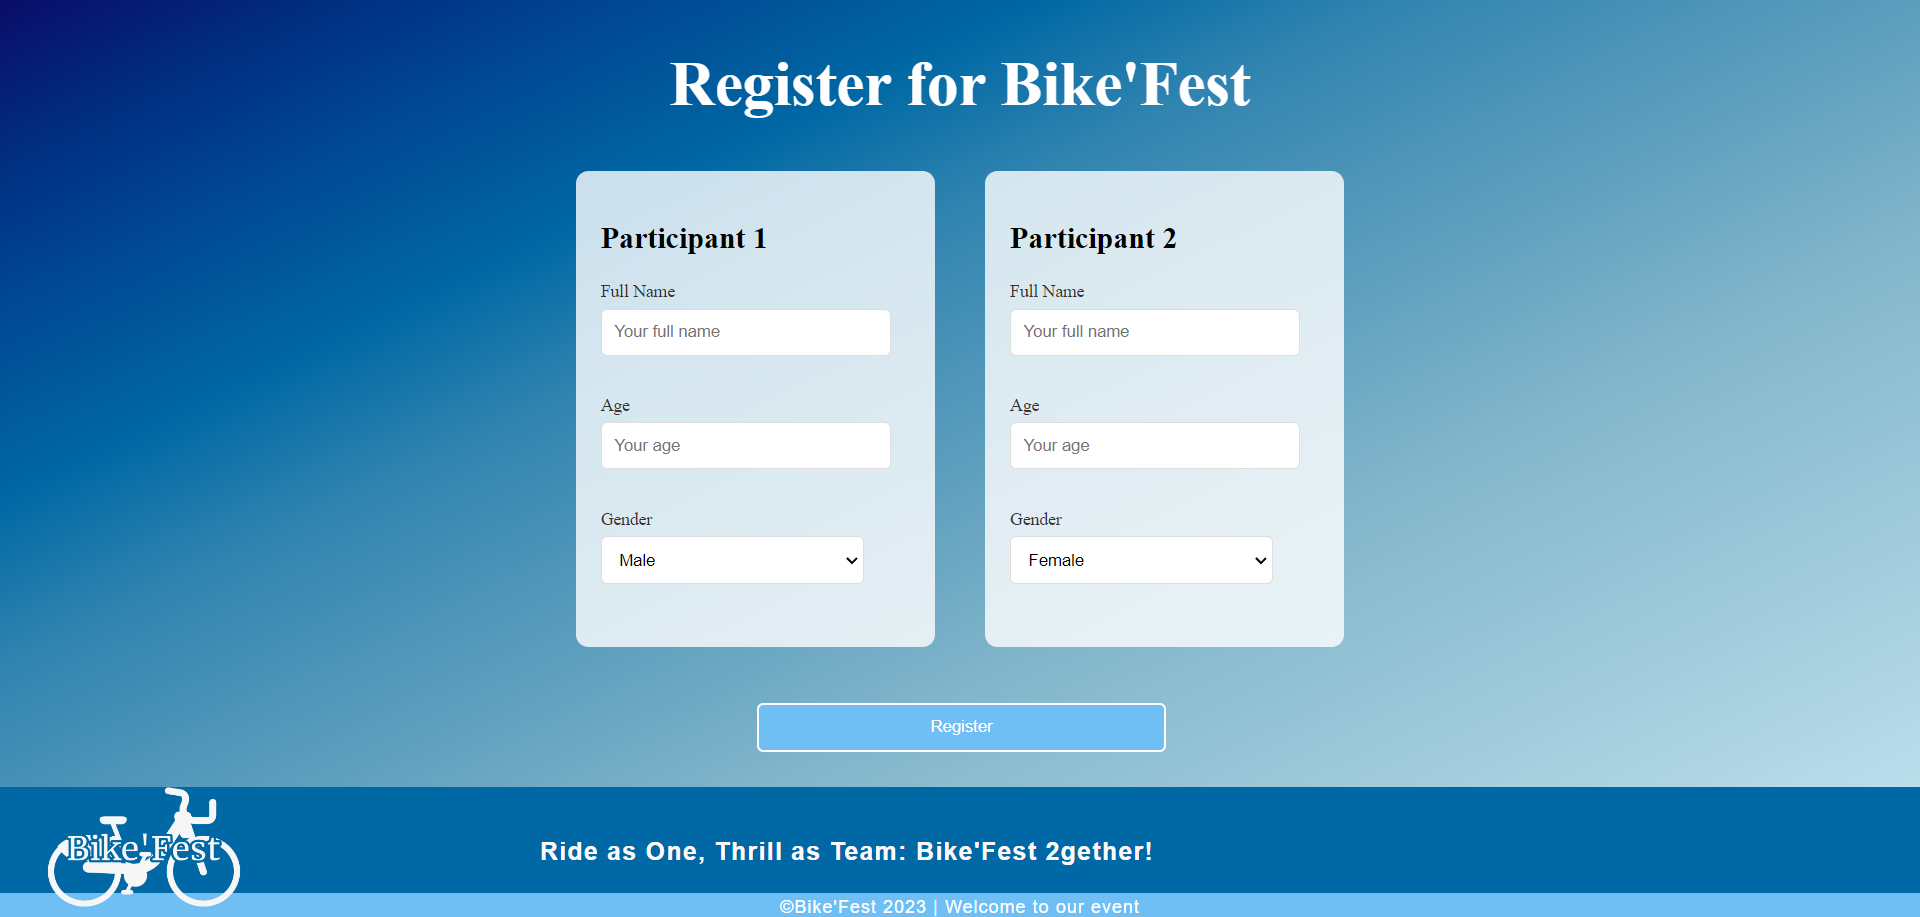 Register for Bike'Fest
Participant 1
Full Name
Your full name
Age
Your age
Gender
Male
Participant 2
Full Name
Your full name
Age
Your age
Gender
Female
Register
Bike'Fest
Ride as One, Thrill as Team: Bike'Fest 2gether!
©Bike'Fest 2023 | Welcome to our event